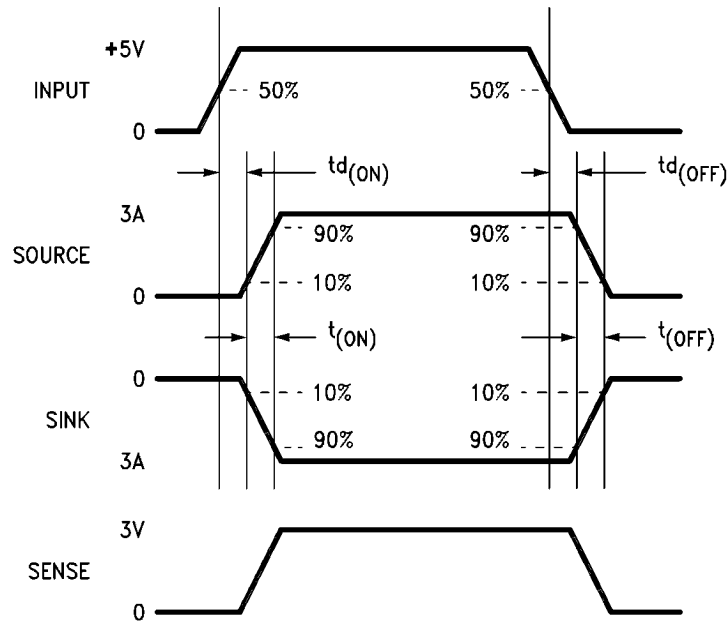 +5V
INPUT
50%
50%
0
td(ON)
td(OFF)
3A
90%
90%
SOURCE
10%
10%
0
t(ON)
t(OFF)
0
10%
10%
SINK
90%
90%
3A
3V
SENSE
0